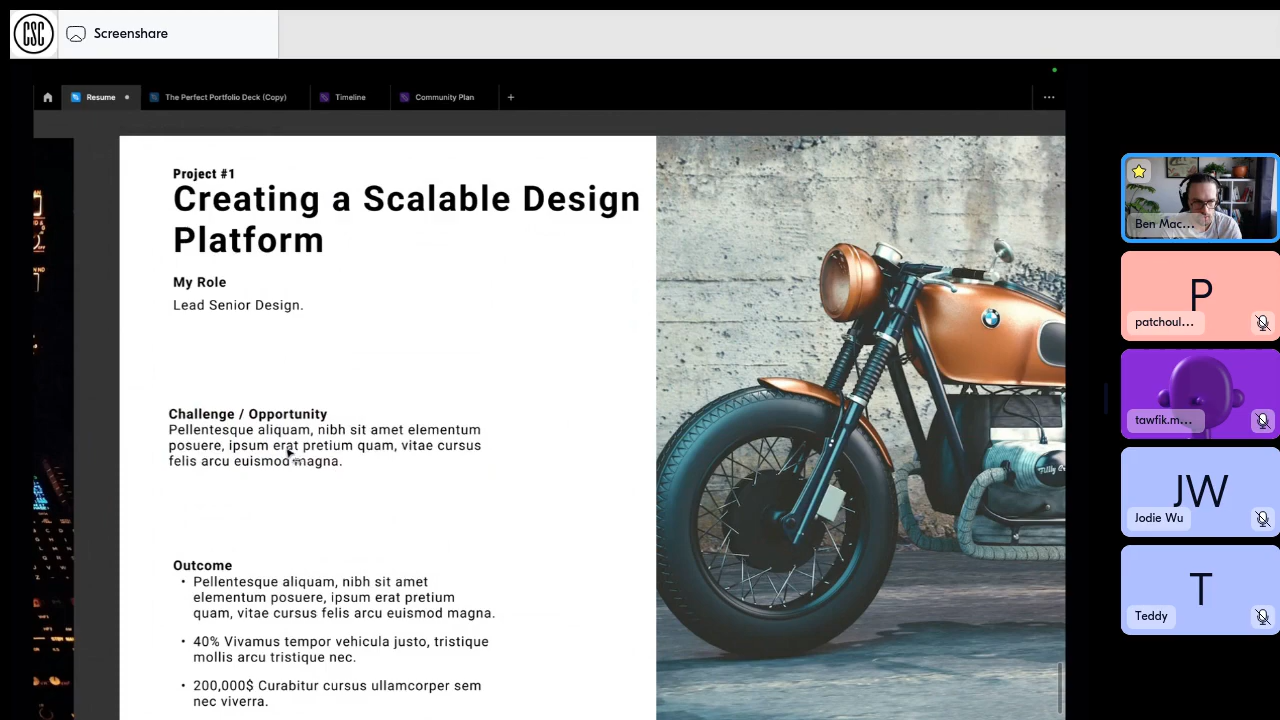 CSC
Screenshare
Resume
The Perfect Portfolio Deck (Copy)
Timeline
Community Plan
Project #1
Creating a Scalable Design
Platform
My Role
Lead Senior Design.
Challenge / Opportunity
Pellentesque aliquam, nibh sit amet elementum
posuere, ipsum erat pretium quam, vitae cursus
felis arcu euismod magna.
Outcome
• Pellentesque aliquam, nibh sit amet
elementum posuere, ipsum erat pretium
quam, vitae cursus felis arcu euismod magna.
• 40% Vivamus tempor vehicula justo, tristique
mollis arcu tristique nec.
• 200,000$ Curabitur cursus ullamcorper sem
nec viverra.
BMW
Ben Mac...
P
patchoul...
tawfik.m...
JW
Jodie Wu
T
Teddy